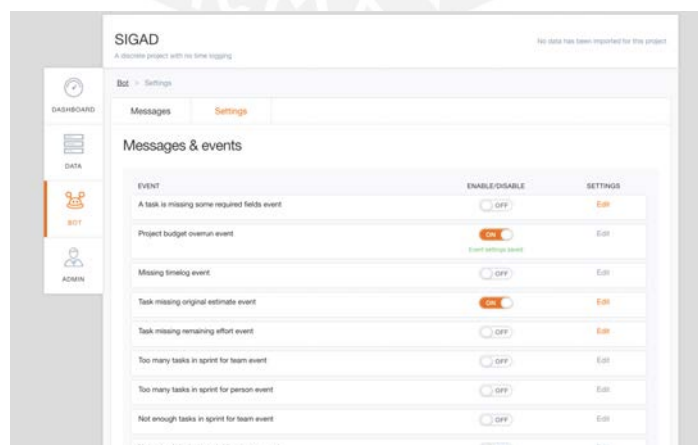 SIGAD
A discrete project with no time logging
No data has been imported for this project
Bot > Settings
DASHBOARD
DATA
BOT
ADMIN
Messages Settings
Messages & events
EVENT ENABLE/DISABLE SETTINGS
A task is missing some required fields event OFF Edit
Project budget overrun event ON Edit
Event settings saved
Missing timelog event OFF Edit
Task missing original estimate event ON Edit
Task missing remaining effort event OFF Edit
Too many tasks in sprint for team event OFF Edit
Too many tasks in sprint for person event OFF Edit
Not enough tasks in sprint for team event OFF Edit